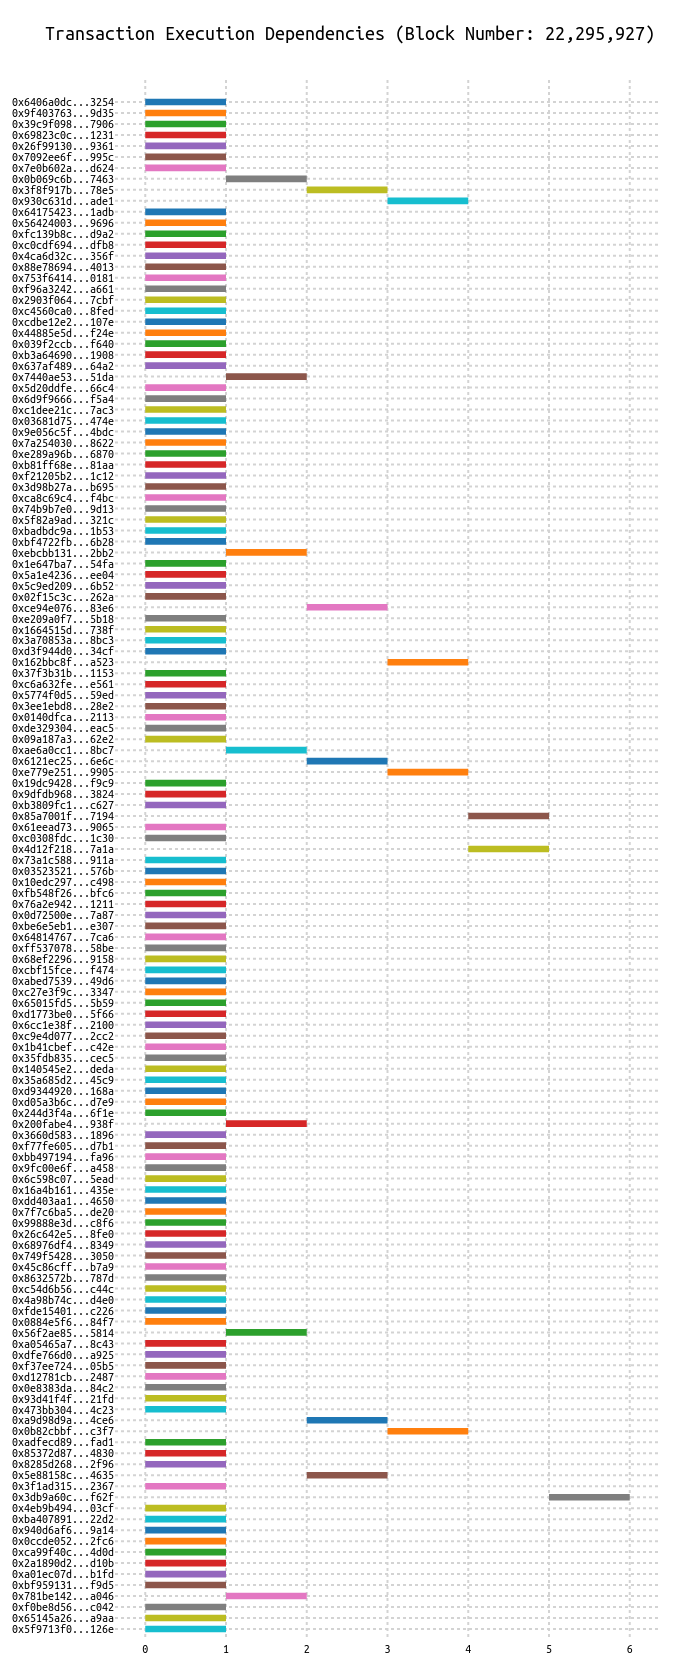 Transaction Execution Dependencies (Block Number: 22,295,927)
0x6406a0dc...3254
0x9f403763...9d35
0x39c9f098...7906
0x69823c0c...1231
0x26f99130...9361
0x7092ee6f...995c
0x7e0b602a...d624
0x0b069c6b...7463
0x3f8f917b...78e5
0x930c631d...ade1
0x64175423...1adb
0x56424003...9696
0xfc139b8c...d9a2
0xc0cdf694...dfb8
0x4ca6d32c...356f
0x88e78694...4013
0x753f6414...0181
0xf96a3242...a661
0x2903f064...7cbf
0xc4560ca0...8fed
0xcdbe12e2...107e
0x44885e5d...f24e
0x039f2ccb...f640
0xb3a64690...1908
0x637af489...64a2
0x7440ae53...51da
0x5d20ddfe...66c4
0x6d9f9666...f5a4
0xc1dee21c...7ac3
0x03681d75...474e
0x9e056c5f...4bdc
0x7a254030...8622
0xe289a96b...6870
0xb81ff68e...81aa
0xf21205b2...1c12
0x3d98b27a...b695
0xca8c69c4...f4bc
0x74b9b7e0...9d13
0x5f82a9ad...321c
0xbadbdc9a...1b53
0xbf4722fb...6b28
0xebcbb131...2bb2
0x1e647ba7...54fa
0x5a1e4236...ee04
0x5c9ed209...6b52
0x02f15c3c...262a
0xce94e076...83e6
0xe209a0f7...5b18
0x1664515d...738f
0x3a70853a...8bc3
0xd3f944d0...34cf
0x162bbc8f...a523
0x37f3b31b...1153
0xc6a632fe...e561
0x5774f0d5...59ed
0x3ee1ebd8...28e2
0x0140dfca...2113
0xde329304...eac5
0x09a187a3...62e2
0xae6a0cc1...8bc7
0x6121ec25...6e6c
0xe779e251...9905
0x19dc9428...f9c9
0x9dfdb968...3824
0xb3809fc1...c627
0x85a7001f...7194
0x61eead73...9065
0xc0308fdc...1c30
0x4d12f218...7a1a
0x73a1c588...911a
0x03523521...576b
0x10edc297...c498
0xfb548f26...bfc6
0x76a2e942...1211
0x0d72500e...7a87
0xbe6e5eb1...e307
0x64814767...7ca6
0xff537078...58be
0x68ef2296...9158
0xcbf15fce...f474
0xabed7539...49d6
0xc27e3f9c...3347
0x65015fd5...5b59
0xd1773be0...5f66
0x6cc1e38f...2100
0xc9e4d077...2cc2
0x1b41cbef...c42e
0x35fdb835...cec5
0x140545e2...deda
0x35a685d2...45c9
0xd9344920...168a
0xd05a3b6c...d7e9
0x244d3f4a...6f1e
0x200fabe4...938f
0x3660d583...1896
0xf77fe605...d7b1
0xbb497194...fa96
0x9fc00e6f...a458
0x6c598c07...5ead
0x16a4b161...435e
0xdd403aa1...4650
0x7f7c6ba5...de20
0x99888e3d...c8f6
0x26c642e5...8fe0
0x68976df4...8349
0x749f5428...3050
0x45c86cff...b7a9
0x8632572b...787d
0xc54d6b56...c44c
0x4a98b74c...d4e0
0xfde15401...c226
0x0884e5f6...84f7
0x56f2ae85...5814
0xa05465a7...8c43
0xdfe766d0...a925
0xf37ee724...05b5
0xd12781cb...2487
0x0e8383da...84c2
0x93d41f4f...21fd
0x473bb304...4c23
0xa9d98d9a...4ce6
0x0b82cbbf...c3f7
0xadfecd89...fad1
0x85372d87...4830
0x8285d268...2f96
0x5e88158c...4635
0x3f1ad315...2367
0x3db9a60c...f62f
0x4eb9b494...03cf
0xba407891...22d2
0x940d6af6...9a14
0x0ccde052...2fc6
0xca99f40c...4d0d
0x2a1890d2...d10b
0xa01ec07d...b1fd
0xbf959131...f9d5
0x781be142...a046
0xf0be8d56...c042
0x65145a26...a9aa
0x5f9713f0...126e
0 1 2 3 4 5 6